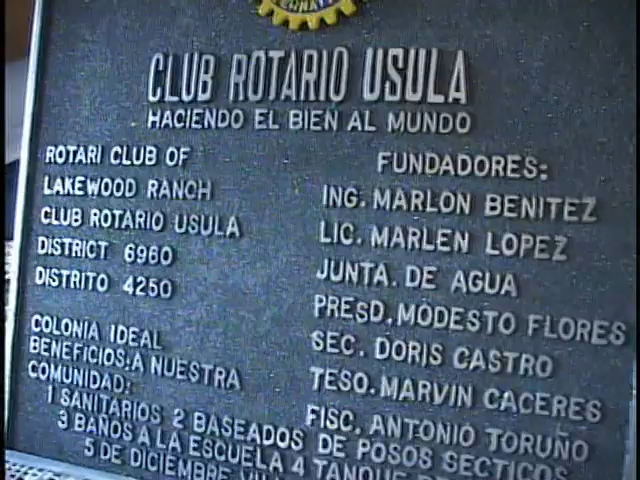 CLUB ROTARIO USULA
HACIENDO EL BIEN AL MUNDO
ROTARI CLUB OF
LAKEWOOD RANCH
CLUB ROTARIO USULA
DISTRICT 6960
DISTRITO 4250
FUNDADORES:
ING. MARLON BENITEZ
LIC. MARLEN LOPEZ
JUNTA. DE AGUA
PRESD. MODESTO FLORES
SEC. DORIS CASTRO
TESO. MARVIN CACERES
FISC. ANTONIO TORUÑO
COLONIA IDEAL
BENEFICIOS: A NUESTRA
COMUNIDAD:
1 SANITARIOS 2 BASEADOS DE POSOS SECTICOS
3 BAÑOS A LA ESCUELA 4 TANQUE
5 DE DICIEMBRE